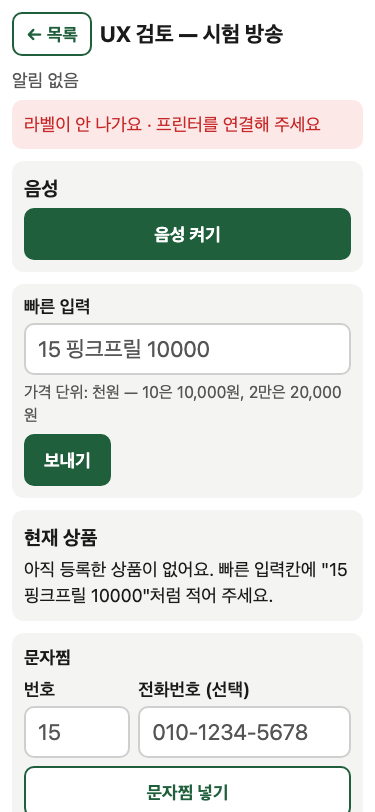 ← 목록 UX 검토 — 시험 방송
알림 없음
라벨이 안 나가요 · 프린터를 연결해 주세요
음성
음성 켜기
빠른 입력
15 핑크프릴 10000
가격 단위: 천원 — 10은 10,000원, 2만은 20,000
원
보내기
현재 상품
아직 등록한 상품이 없어요. 빠른 입력칸에 "15
핑크프릴 10000"처럼 적어 주세요.
문자찜
번호 전화번호 (선택)
15 010-1234-5678
문자찜 넣기